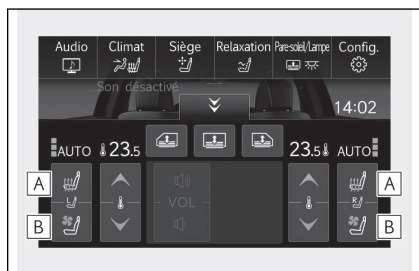 Audio Climat Siège Relaxation Pare-soleil/Lampe Config.
Son désactivé
14:02
AUTO 23.5 23.5 AUTO
A A
L VOL R
B B